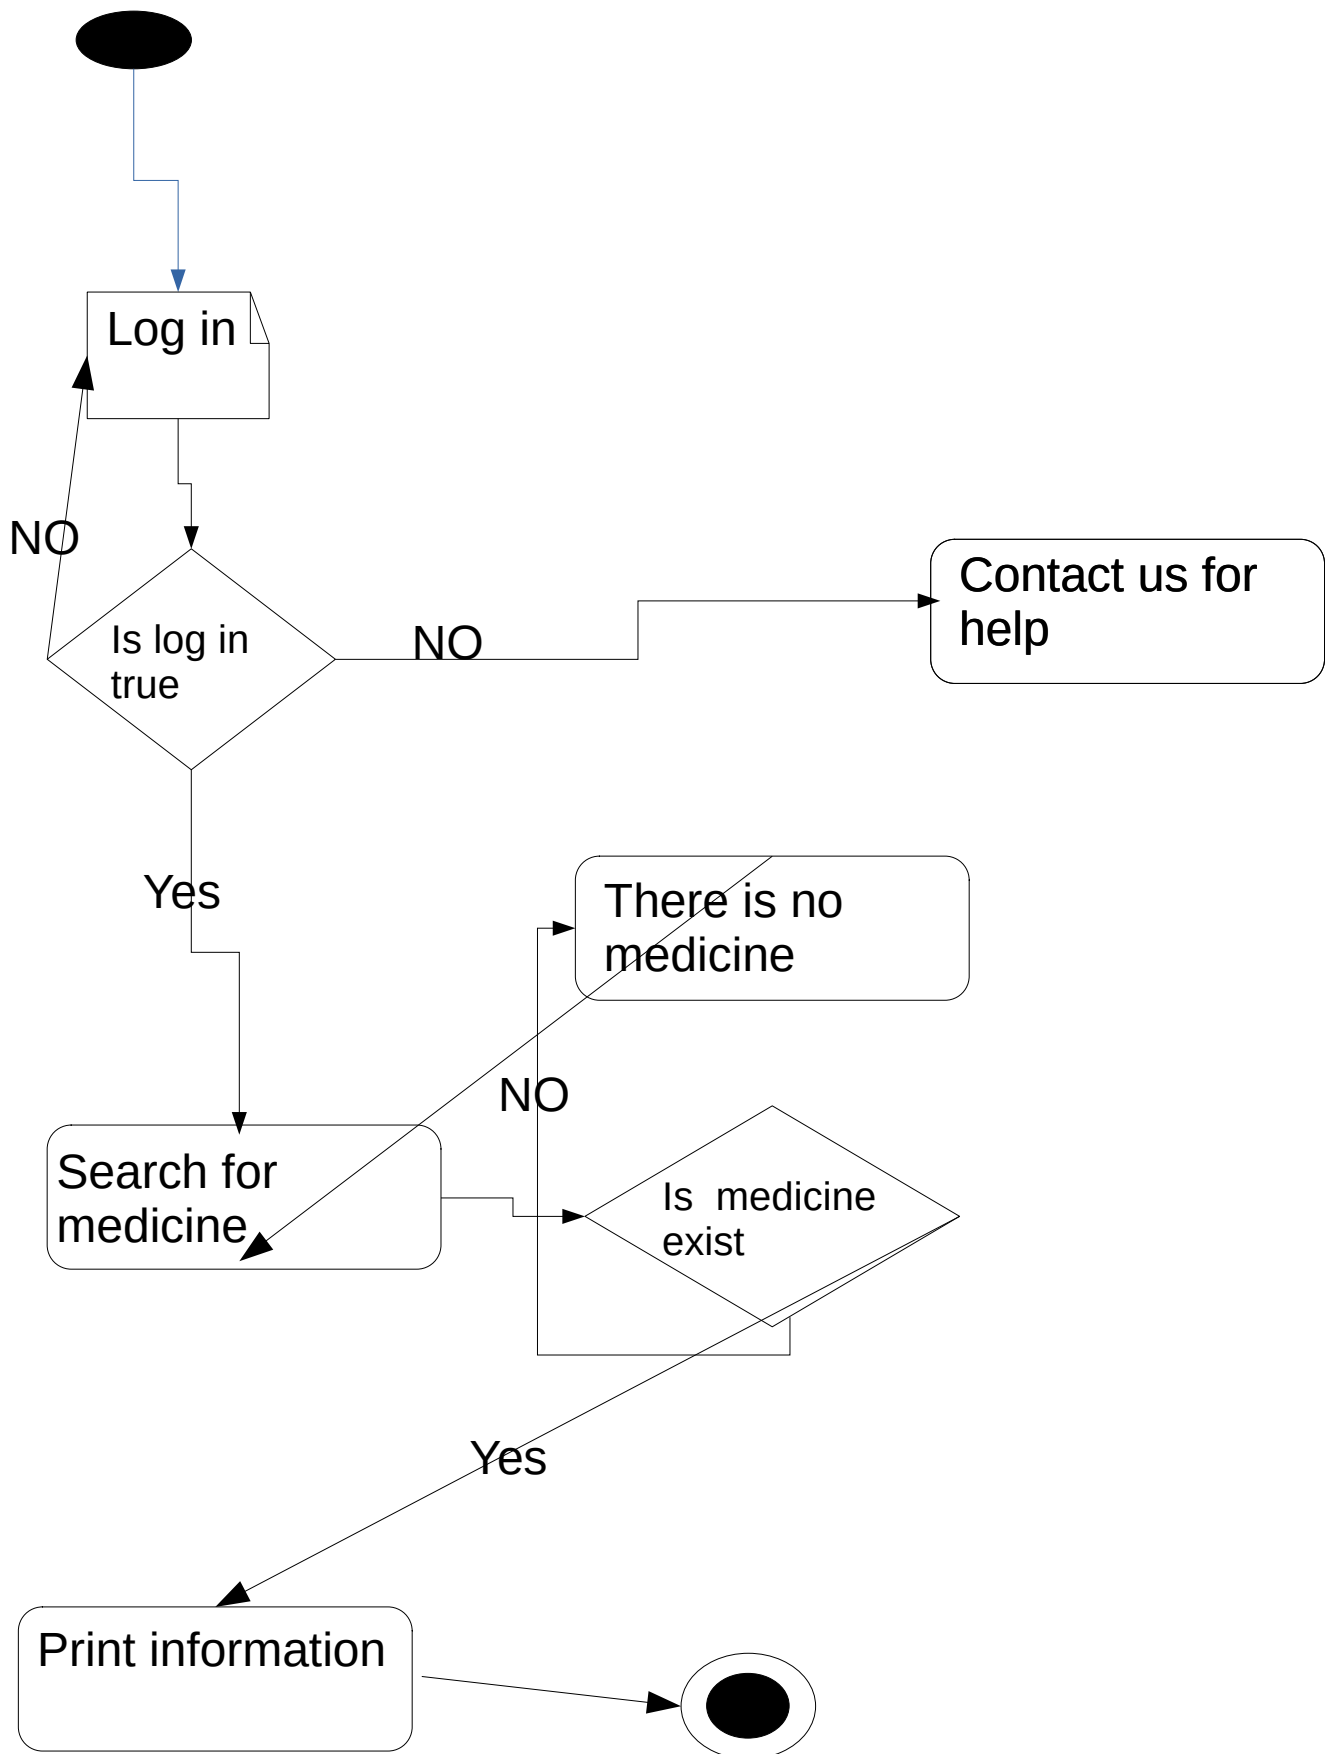 Log in
NO
Is log in
true
NO
Contact us for
help
Yes
There is no
medicine
NO
Search for
medicine
Is  medicine
exist
Yes
Print information